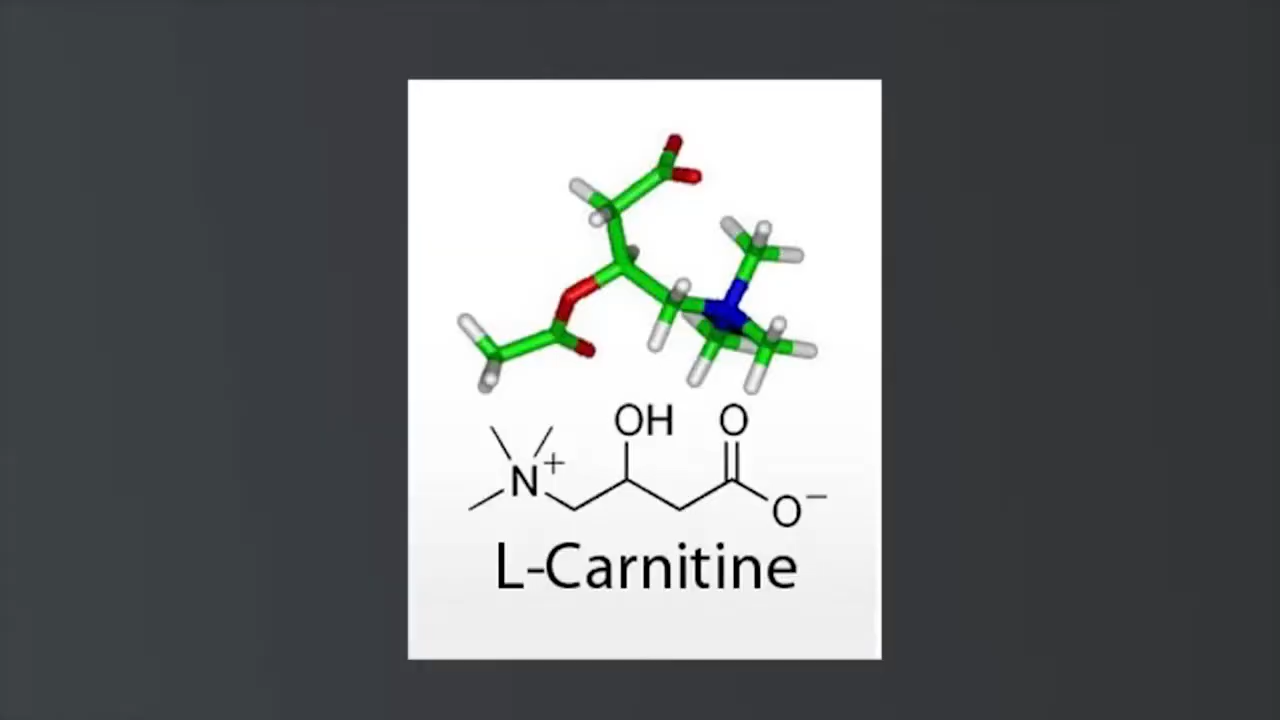 OH O
N+
O−
L-Carnitine